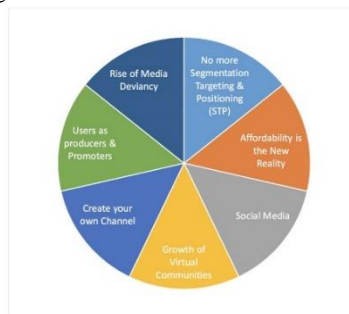 No more
Segmentation
Targeting &
Positioning
(STP)
Affordability is
the New
Reality
Social Media
Growth of
Virtual
Communities
Create your
own Channel
Users as
producers &
Promoters
Rise of Media
Deviancy